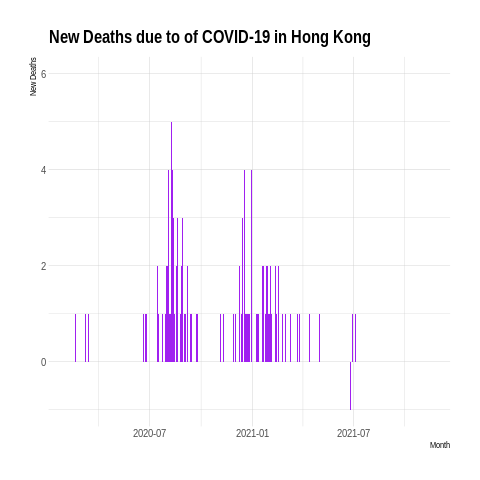 New Deaths due to of COVID-19 in Hong Kong
New Deaths
6
4
2
0
2020-07 2021-01 2021-07
Month